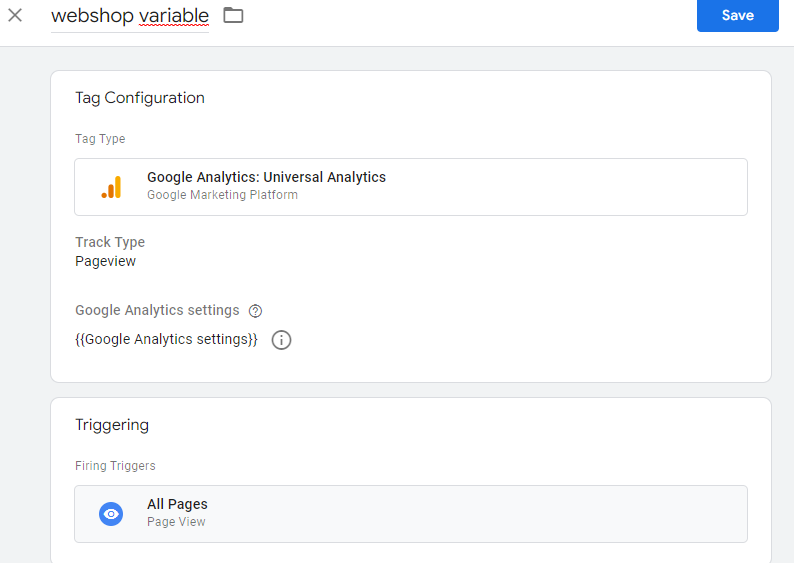 webshop variable
Save
Tag Configuration
Tag Type
Google Analytics: Universal Analytics
Google Marketing Platform
Track Type
Pageview
Google Analytics settings
{{Google Analytics settings}}
Triggering
Firing Triggers
All Pages
Page View